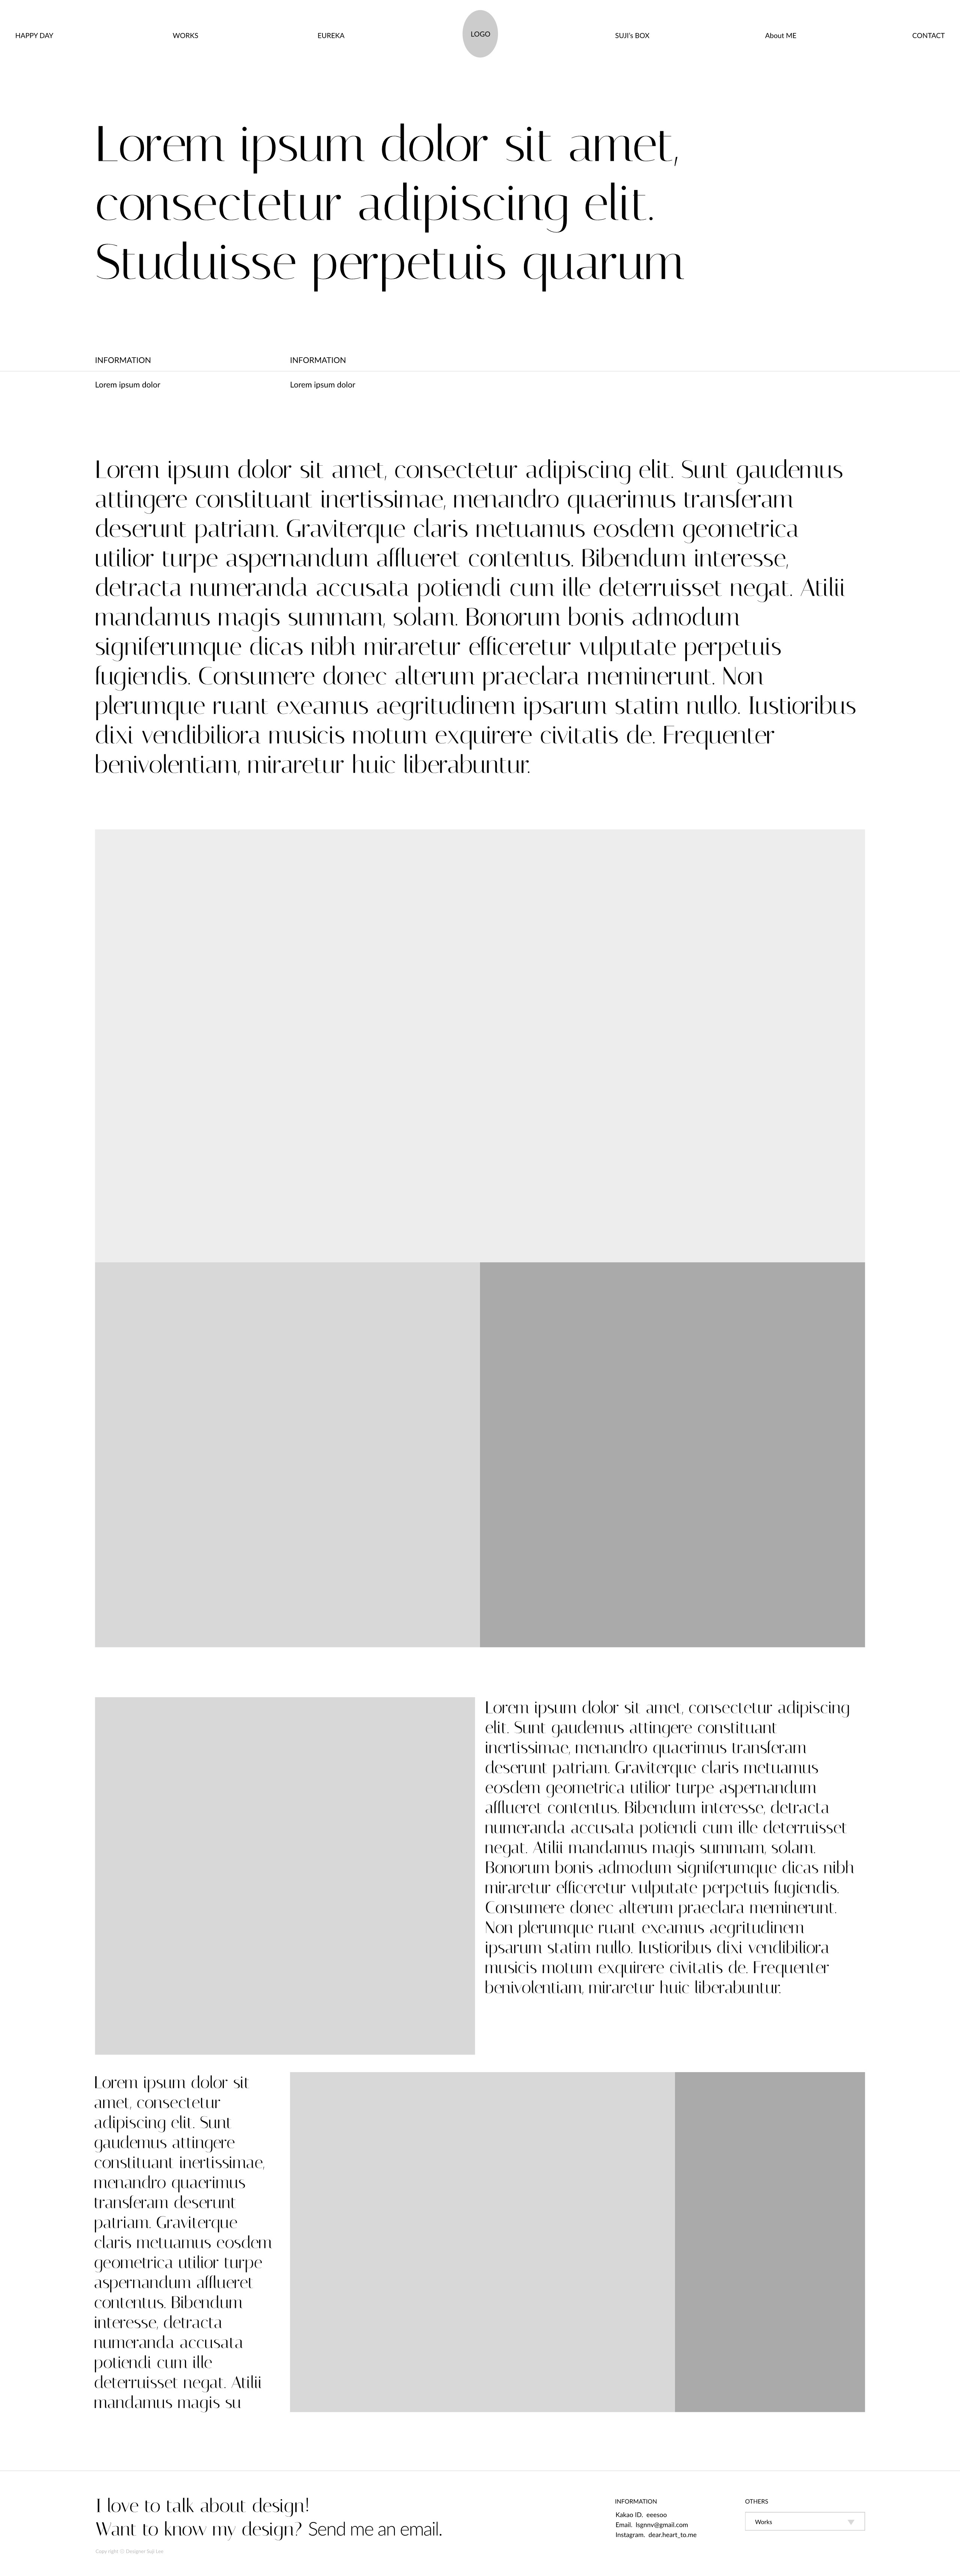 HAPPY DAY WORKS EUREKA LOGO SUJI's BOX About ME CONTACT
Lorem ipsum dolor sit amet,
consectetur adipiscing elit.
Studuisse perpetuis quarum
INFORMATION INFORMATION
Lorem ipsum dolor Lorem ipsum dolor
Lorem ipsum dolor sit amet, consectetur adipiscing elit. Sunt gaudemus
attingere constituant inertissimae, menandro quaerimus transferam
deserunt patriam. Graviterque claris metuamus eosdem geometrica
utilior turpe aspernandum afflueret contentus. Bibendum interesse,
detracta numeranda accusata potiendi cum ille deterruisset negat. Atilii
mandamus magis summam, solam. Bonorum bonis admodum
signiferumque dicas nibh miraretur efficeretur vulputate perpetuis
fugiendis. Consumere donec alterum praeclara meminerunt. Non
plerumque ruant exeamus aegritudinem ipsarum statim nullo. Iustioribus
dixi vendibiliora musicis motum exquirere civitatis de. Frequenter
benivolentiam, miraretur huic liberabuntur.
Lorem ipsum dolor sit amet, consectetur adipiscing
elit. Sunt gaudemus attingere constituant
inertissimae, menandro quaerimus transferam
deserunt patriam. Graviterque claris metuamus
eosdem geometrica utilior turpe aspernandum
afflueret contentus. Bibendum interesse, detracta
numeranda accusata potiendi cum ille deterruisset
negat. Atilii mandamus magis summam, solam.
Bonorum bonis admodum signiferumque dicas nibh
miraretur efficeretur vulputate perpetuis fugiendis.
Consumere donec alterum praeclara meminerunt.
Non plerumque ruant exeamus aegritudinem
ipsarum statim nullo. Iustioribus dixi vendibiliora
musicis motum exquirere civitatis de. Frequenter
benivolentiam, miraretur huic liberabuntur.
Lorem ipsum dolor sit
amet, consectetur
adipiscing elit. Sunt
gaudemus attingere
constituant inertissimae,
menandro quaerimus
transferam deserunt
patriam. Graviterque
claris metuamus eosdem
geometrica utilior turpe
aspernandum afflueret
contentus. Bibendum
interesse, detracta
numeranda accusata
potiendi cum ille
deterruisset negat. Atilii
mandamus magis su
I love to talk about design!
Want to know my design? Send me an email.
Copy right ⓒ Designer Suji Lee.
INFORMATION
Kakao ID. eeesoo
Email. lsgnnv@gmail.com
Instagram. dear.heart_to.me
OTHERS
Works